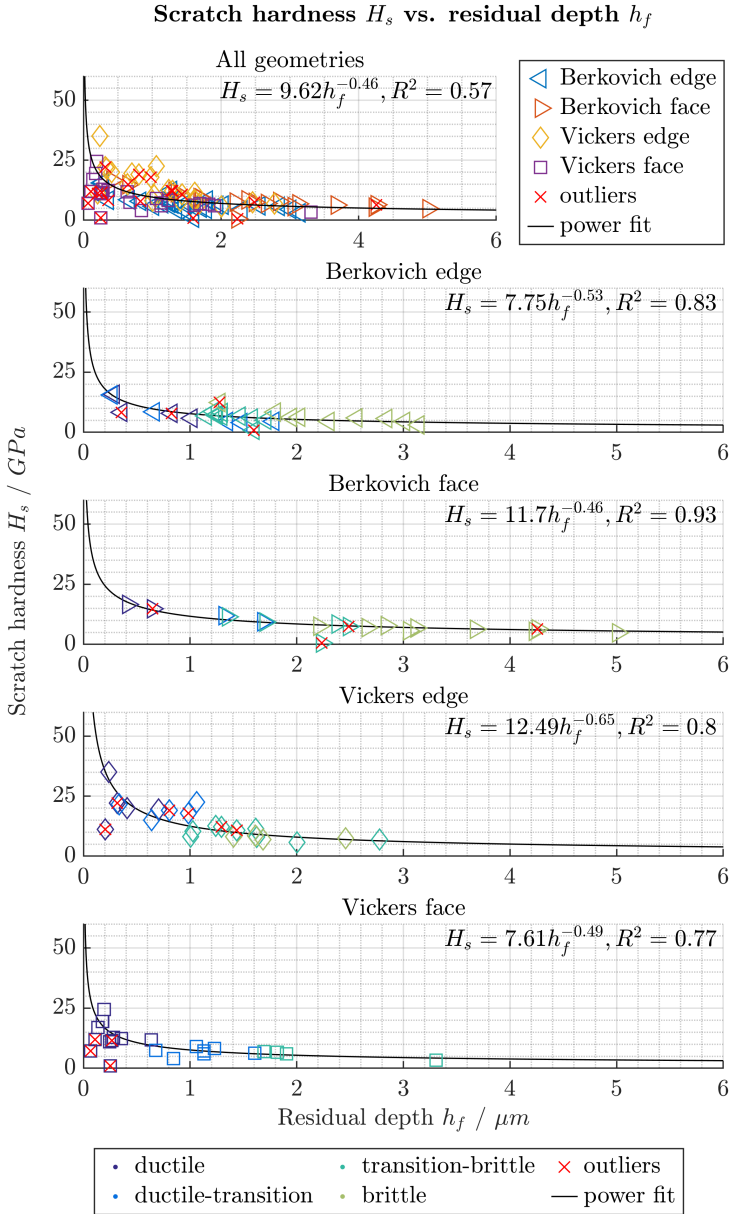 Scratch hardness H_s vs. residual depth h_f
All geometries
H_s = 9.62h_f^{-0.46}, R^2 = 0.57
50
25
0
0 2 4 6
Berkovich edge
Berkovich face
Vickers edge
Vickers face
outliers
power fit
Berkovich edge
H_s = 7.75h_f^{-0.53}, R^2 = 0.83
50
25
0
0 1 2 3 4 5 6
Berkovich face
H_s = 11.7h_f^{-0.46}, R^2 = 0.93
50
25
0
0 1 2 3 4 5 6
Vickers edge
H_s = 12.49h_f^{-0.65}, R^2 = 0.8
50
25
0
0 1 2 3 4 5 6
Vickers face
H_s = 7.61h_f^{-0.49}, R^2 = 0.77
50
25
0
0 1 2 3 4 5 6
Scratch hardness H_s / GPa
Residual depth h_f / μm
ductile transition-brittle outliers
ductile-transition brittle power fit